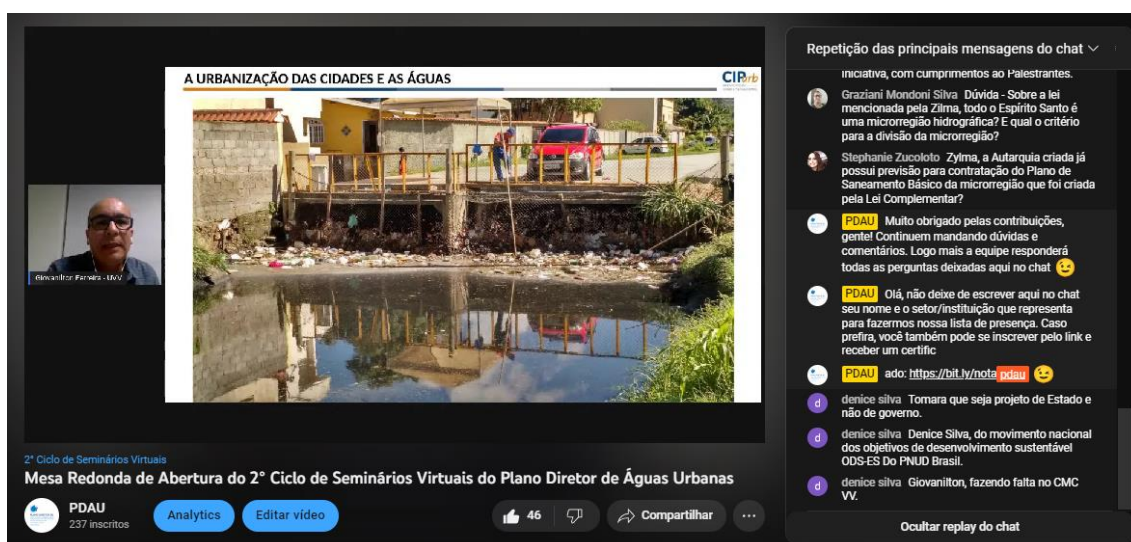 A URBANIZAÇÃO DAS CIDADES E AS ÁGUAS
CIPurb
Giovanilton Ferreira - UVV
2° Ciclo de Seminários Virtuais
Mesa Redonda de Abertura do 2° Ciclo de Seminários Virtuais do Plano Diretor de Águas Urbanas
PDAU
237 inscritos
Analytics
Editar vídeo
46
Compartilhar
Repetição das principais mensagens do chat
iniciativa, com cumprimentos ao Palestrantes.
Graziani Mondoni Silva Dúvida - Sobre a lei
mencionada pela Zilma, todo o Espírito Santo é
uma microrregião hidrográfica? E qual o critério
para a divisão da microrregião?
Stephanie Zucoloto Zylma, a Autarquia criada já
possui previsão para contratação do Plano de
Saneamento Básico da microrregião que foi criada
pela Lei Complementar?
PDAU Muito obrigado pelas contribuições,
gente! Continuem mandando dúvidas e
comentários. Logo mais a equipe responderá
todas as perguntas deixadas aqui no chat
PDAU Olá, não deixe de escrever aqui no chat
seu nome e o setor/instituição que representa
para fazermos nossa lista de presença. Caso
prefira, você também pode se inscrever pelo link e
receber um certific
PDAU ado: https://bit.ly/notapdau
d denice silva Tomara que seja projeto de Estado e
não de governo.
d denice silva Denice Silva, do movimento nacional
dos objetivos de desenvolvimento sustentável
ODS-ES Do PNUD Brasil.
d denice silva Giovanilton, fazendo falta no CMC
VV.
Ocultar replay do chat